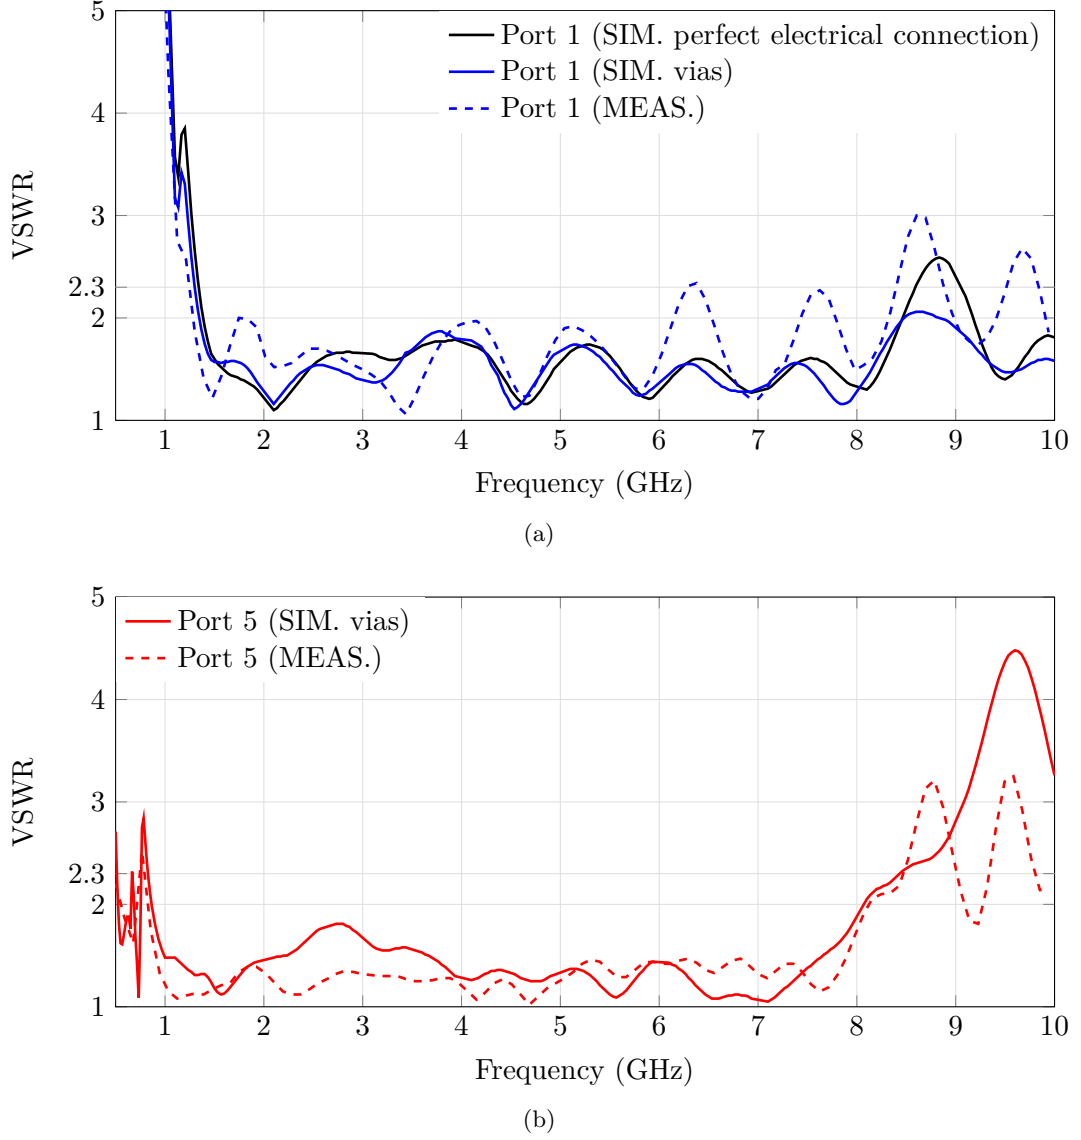 5
4
3
2.3
2
1
VSWR
Port 1 (SIM. perfect electrical connection)
Port 1 (SIM. vias)
Port 1 (MEAS.)
1 2 3 4 5 6 7 8 9 10
Frequency (GHz)
(a)
5
4
3
2.3
2
1
VSWR
Port 5 (SIM. vias)
Port 5 (MEAS.)
1 2 3 4 5 6 7 8 9 10
Frequency (GHz)
(b)